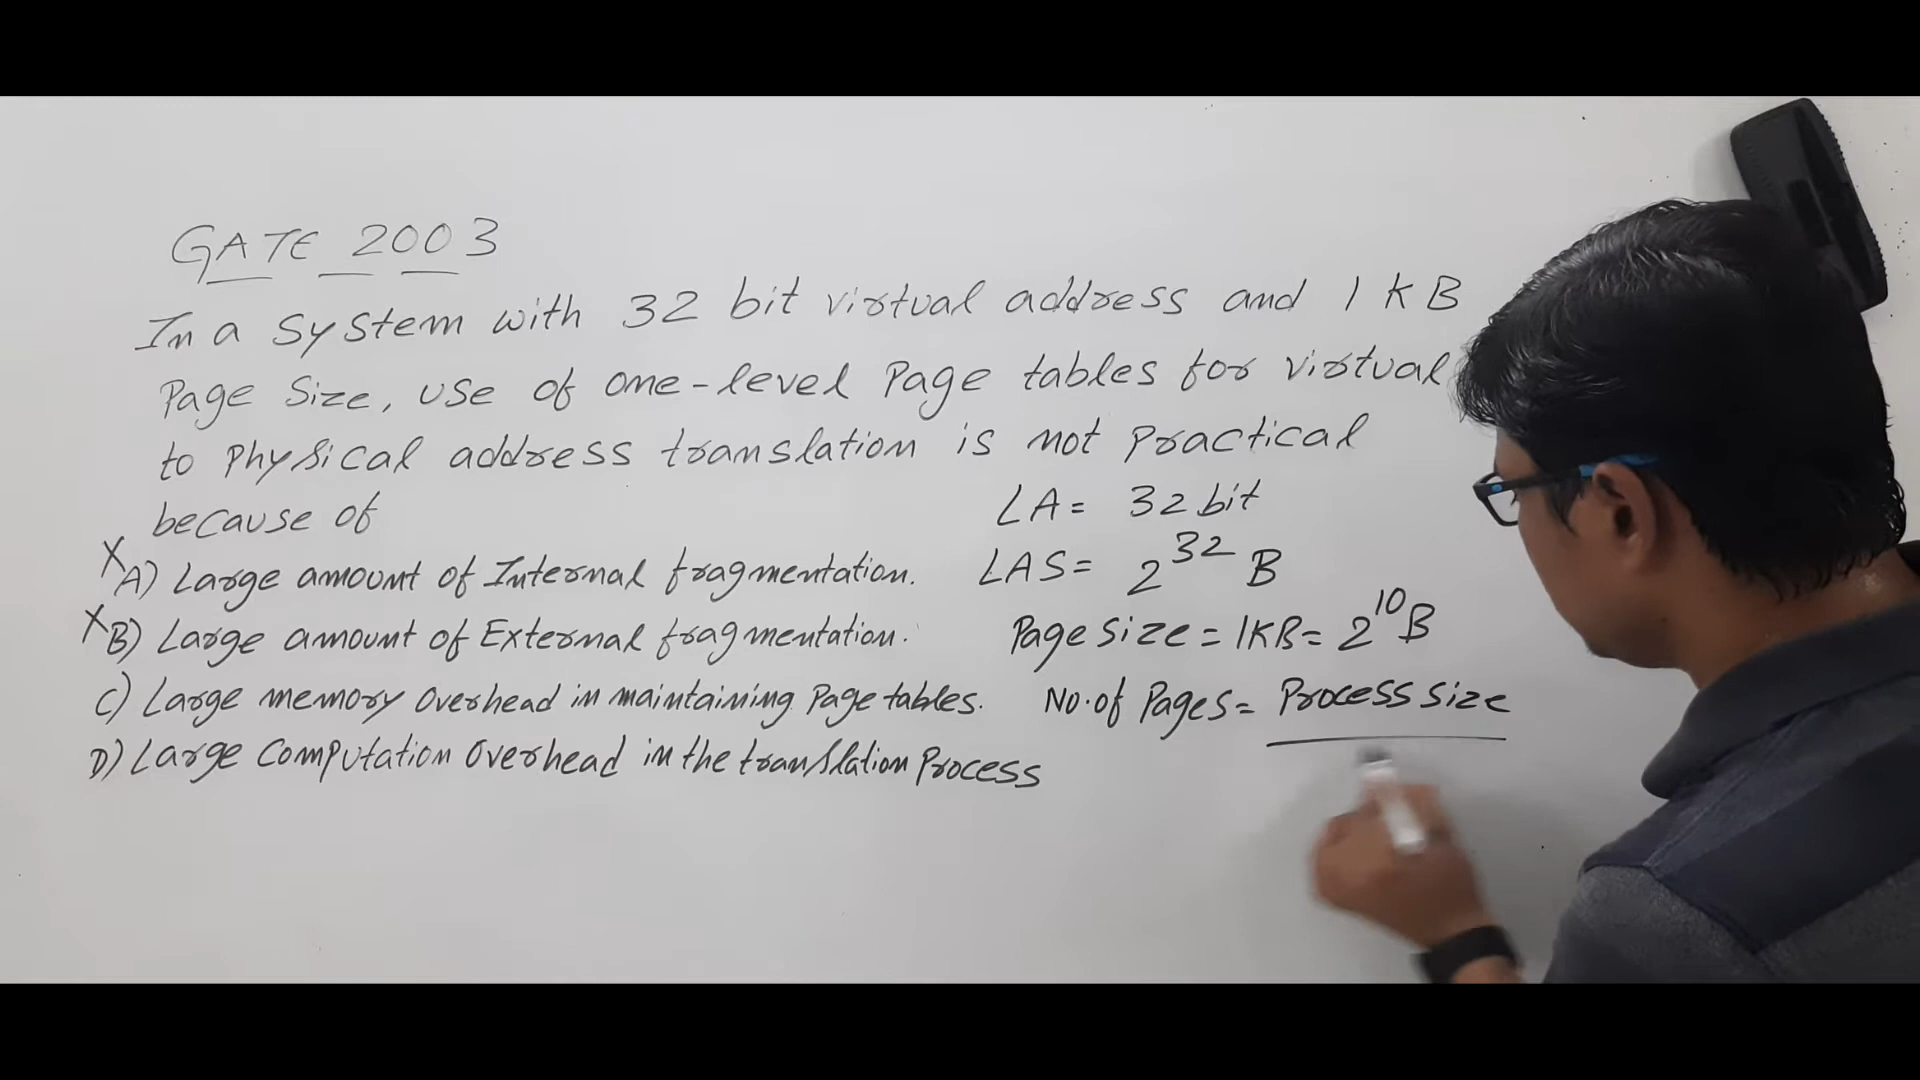 GATE 2003
In a system with 32 bit virtual address and 1 KB
Page Size, use of one-level Page tables for virtual
to Physical address translation is not Practical
because of
X A) Large amount of Internal fragmentation.
X B) Large amount of External fragmentation.
C) Large memory overhead in maintaining Page tables.
D) Large Computation Overhead in the translation Process
LA = 32 bit
LAS = 2^32 B
Page size = 1KB = 2^10 B
No. of Pages = Process size